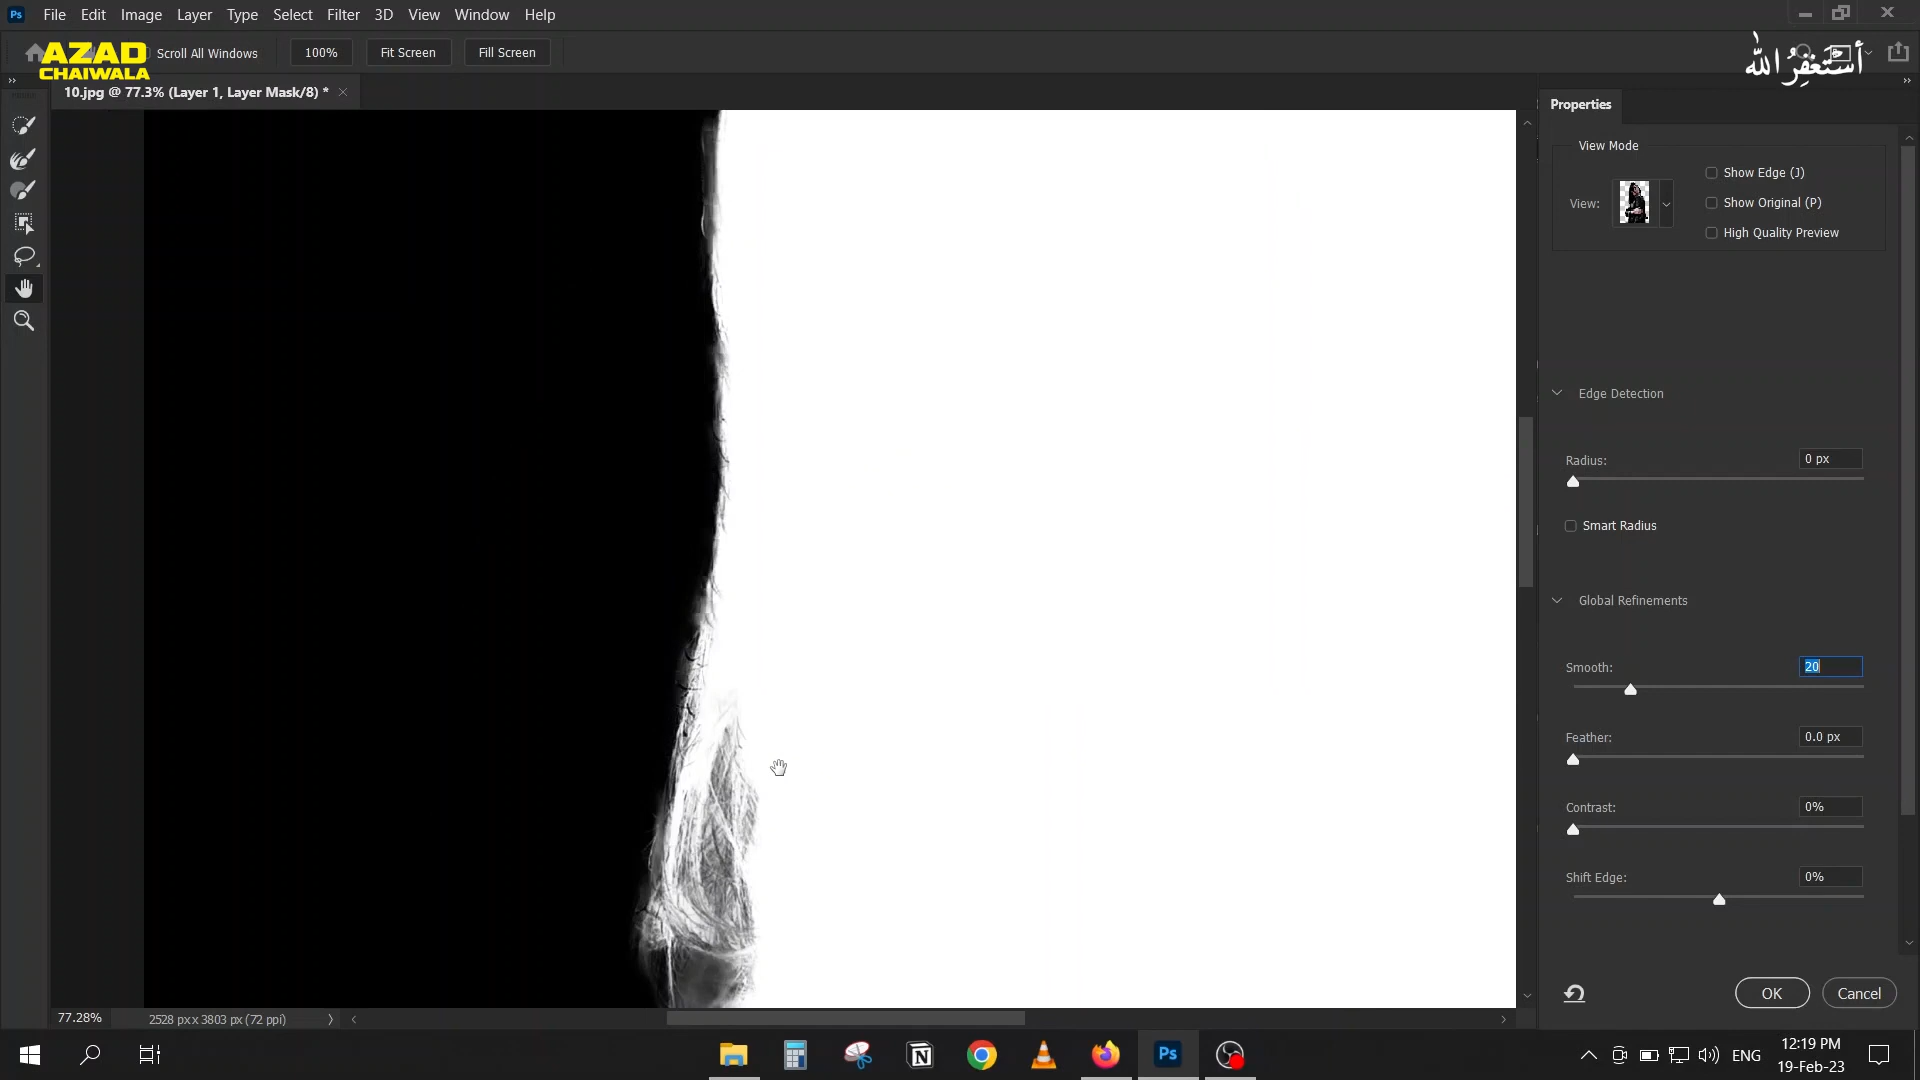 Ps File Edit Image Layer Type Select Filter 3D View Window Help
AZAD
CHAIWALA
Scroll All Windows 100% Fit Screen Fill Screen
أستغفر الله
10.jpg @ 77.3% (Layer 1, Layer Mask/8) *
Properties
View Mode
View:
Show Edge (J)
Show Original (P)
High Quality Preview
Edge Detection
Radius: 0 px
Smart Radius
Global Refinements
Smooth: 20
Feather: 0.0 px
Contrast: 0%
Shift Edge: 0%
OK Cancel
77.28% 2528 px x 3803 px (72 ppi)
N Ps ENG
12:19 PM
19-Feb-23